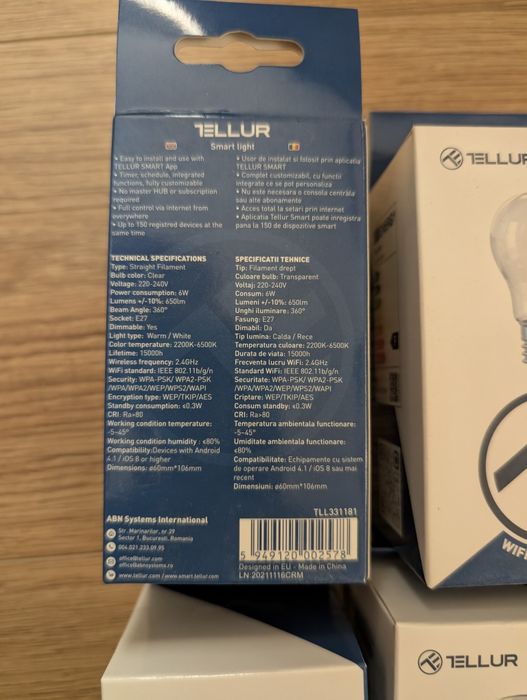 TELLUR
Smart light
• Easy to install and use with
TELLUR SMART App
• Timer, schedule, integrated
functions, fully customizable
• No master HUB or subscription
required
• Full control via Internet from
everywhere
• Up to 150 registred devices at the
same time
• Usor de instalat si folosit prin aplicatia
TELLUR SMART
• Complet customizabil, cu functii
integrate ce se pot personaliza
• Nu este necesara o consola centrala
sau alte abonamente
• Acces total la setari prin internet
• Aplicatia Tellur Smart poate inregistra
pana la 150 de dispozitive smart
TECHNICAL SPECIFICATIONS
Type: Straight Filament
Bulb color: Clear
Voltage: 220-240V
Power consumption: 6W
Lumens +/-10%: 650lm
Beam Angle: 360°
Socket: E27
Dimmable: Yes
Light type: Warm / White
Color temperature: 2200K-6500K
Lifetime: 15000h
Wireless frequency: 2.4GHz
WiFi standard: IEEE 802.11b/g/n
Security: WPA-PSK/ WPA2-PSK
/WPA/WPA2/WEP/WPS2/WAPI
Encryption type: WEP/TKIP/AES
Standby consumption: ≤0.3W
CRI: Ra>80
Working condition temperature:
-5~45°
Working condition humidity : ≤80%
Compatibility:Devices with Android
4.1 / iOS 8 or higher
Dimensions: ø60mm*106mm
SPECIFICATII TEHNICE
Tip: Filament drept
Culoare bulb: Transparent
Voltaj: 220-240V
Consum: 6W
Lumeni +/-10%: 650lm
Unghi iluminare: 360°
Fasung: E27
Dimabil: Da
Tip lumina: Calda / Rece
Temperatura culoare: 2200K-6500K
Durata de viata: 15000h
Frecventa lucru WiFi: 2.4GHz
Standard WiFi: IEEE 802.11b/g/n
Securitate: WPA-PSK/ WPA2-PSK
/WPA/WPA2/WEP/WPS2/WAPI
Criptare: WEP/TKIP/AES
Consum standby: ≤0.3W
CRI: Ra>80
Temperatura ambientala functionare:
-5~45°
Umiditate ambientala functionare:
≤80%
Compatibilitate: Echipamente cu sistem
de operare Android 4.1 / iOS 8 sau mai
recent
Dimensiuni: ø60mm*106mm
TLL331181
ABN Systems International
Str. Marinarilor, nr.39
Sector 1, Bucuresti, Romania
004.021.233.09.95
office@tellur.com
office@abnsystems.ro
www.tellur.com /www.smart.tellur.com
5 949120 002578
Designed in EU - Made in China
LN:20211116CRM
TELLUR
WIFI
TELLUR